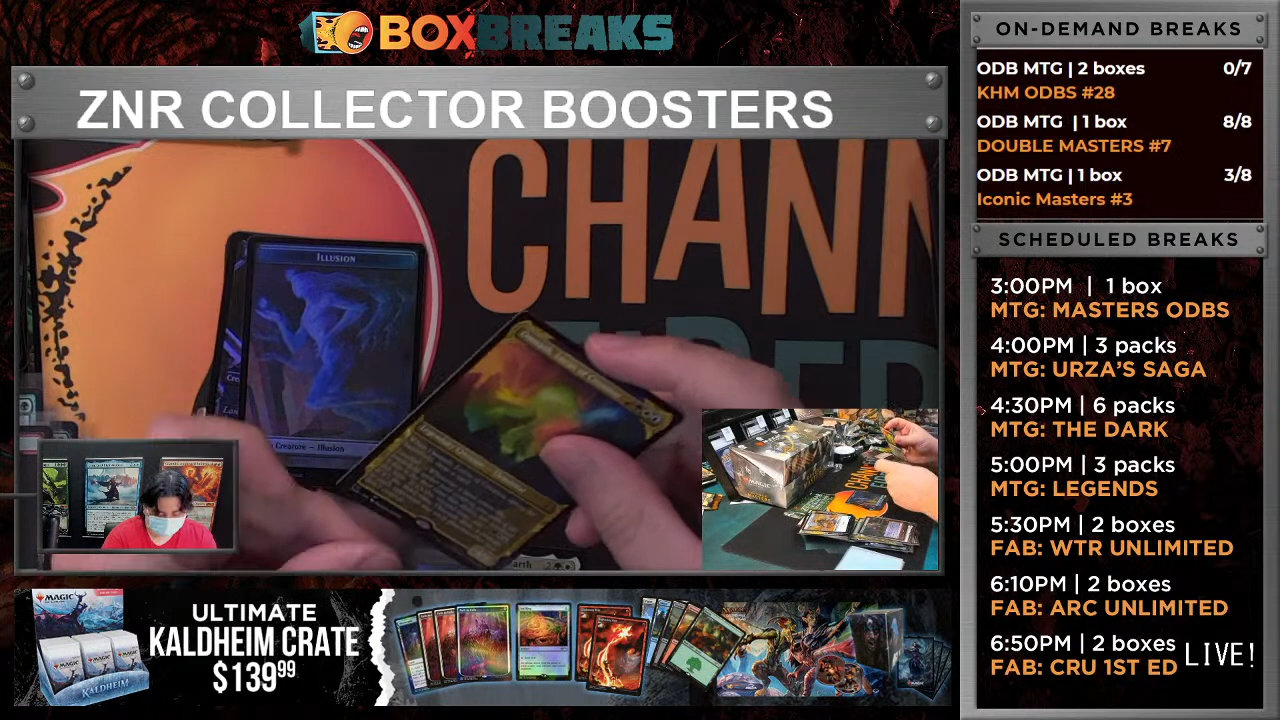 BOXBREAKS
ZNR COLLECTOR BOOSTERS
CHANN
ILLUSION
Creature — Illusion
ULTIMATE
KALDHEIM CRATE
$139.99
MAGIC
KALDHEIM
ON-DEMAND BREAKS
ODB MTG | 2 boxes 0/7
KHM ODBS #28
ODB MTG | 1 box 8/8
DOUBLE MASTERS #7
ODB MTG | 1 box 3/8
Iconic Masters #3
SCHEDULED BREAKS
3:00PM | 1 box
MTG: MASTERS ODBS
4:00PM | 3 packs
MTG: URZA'S SAGA
4:30PM | 6 packs
MTG: THE DARK
5:00PM | 3 packs
MTG: LEGENDS
5:30PM | 2 boxes
FAB: WTR UNLIMITED
6:10PM | 2 boxes
FAB: ARC UNLIMITED
6:50PM | 2 boxes
FAB: CRU 1ST ED
LIVE!